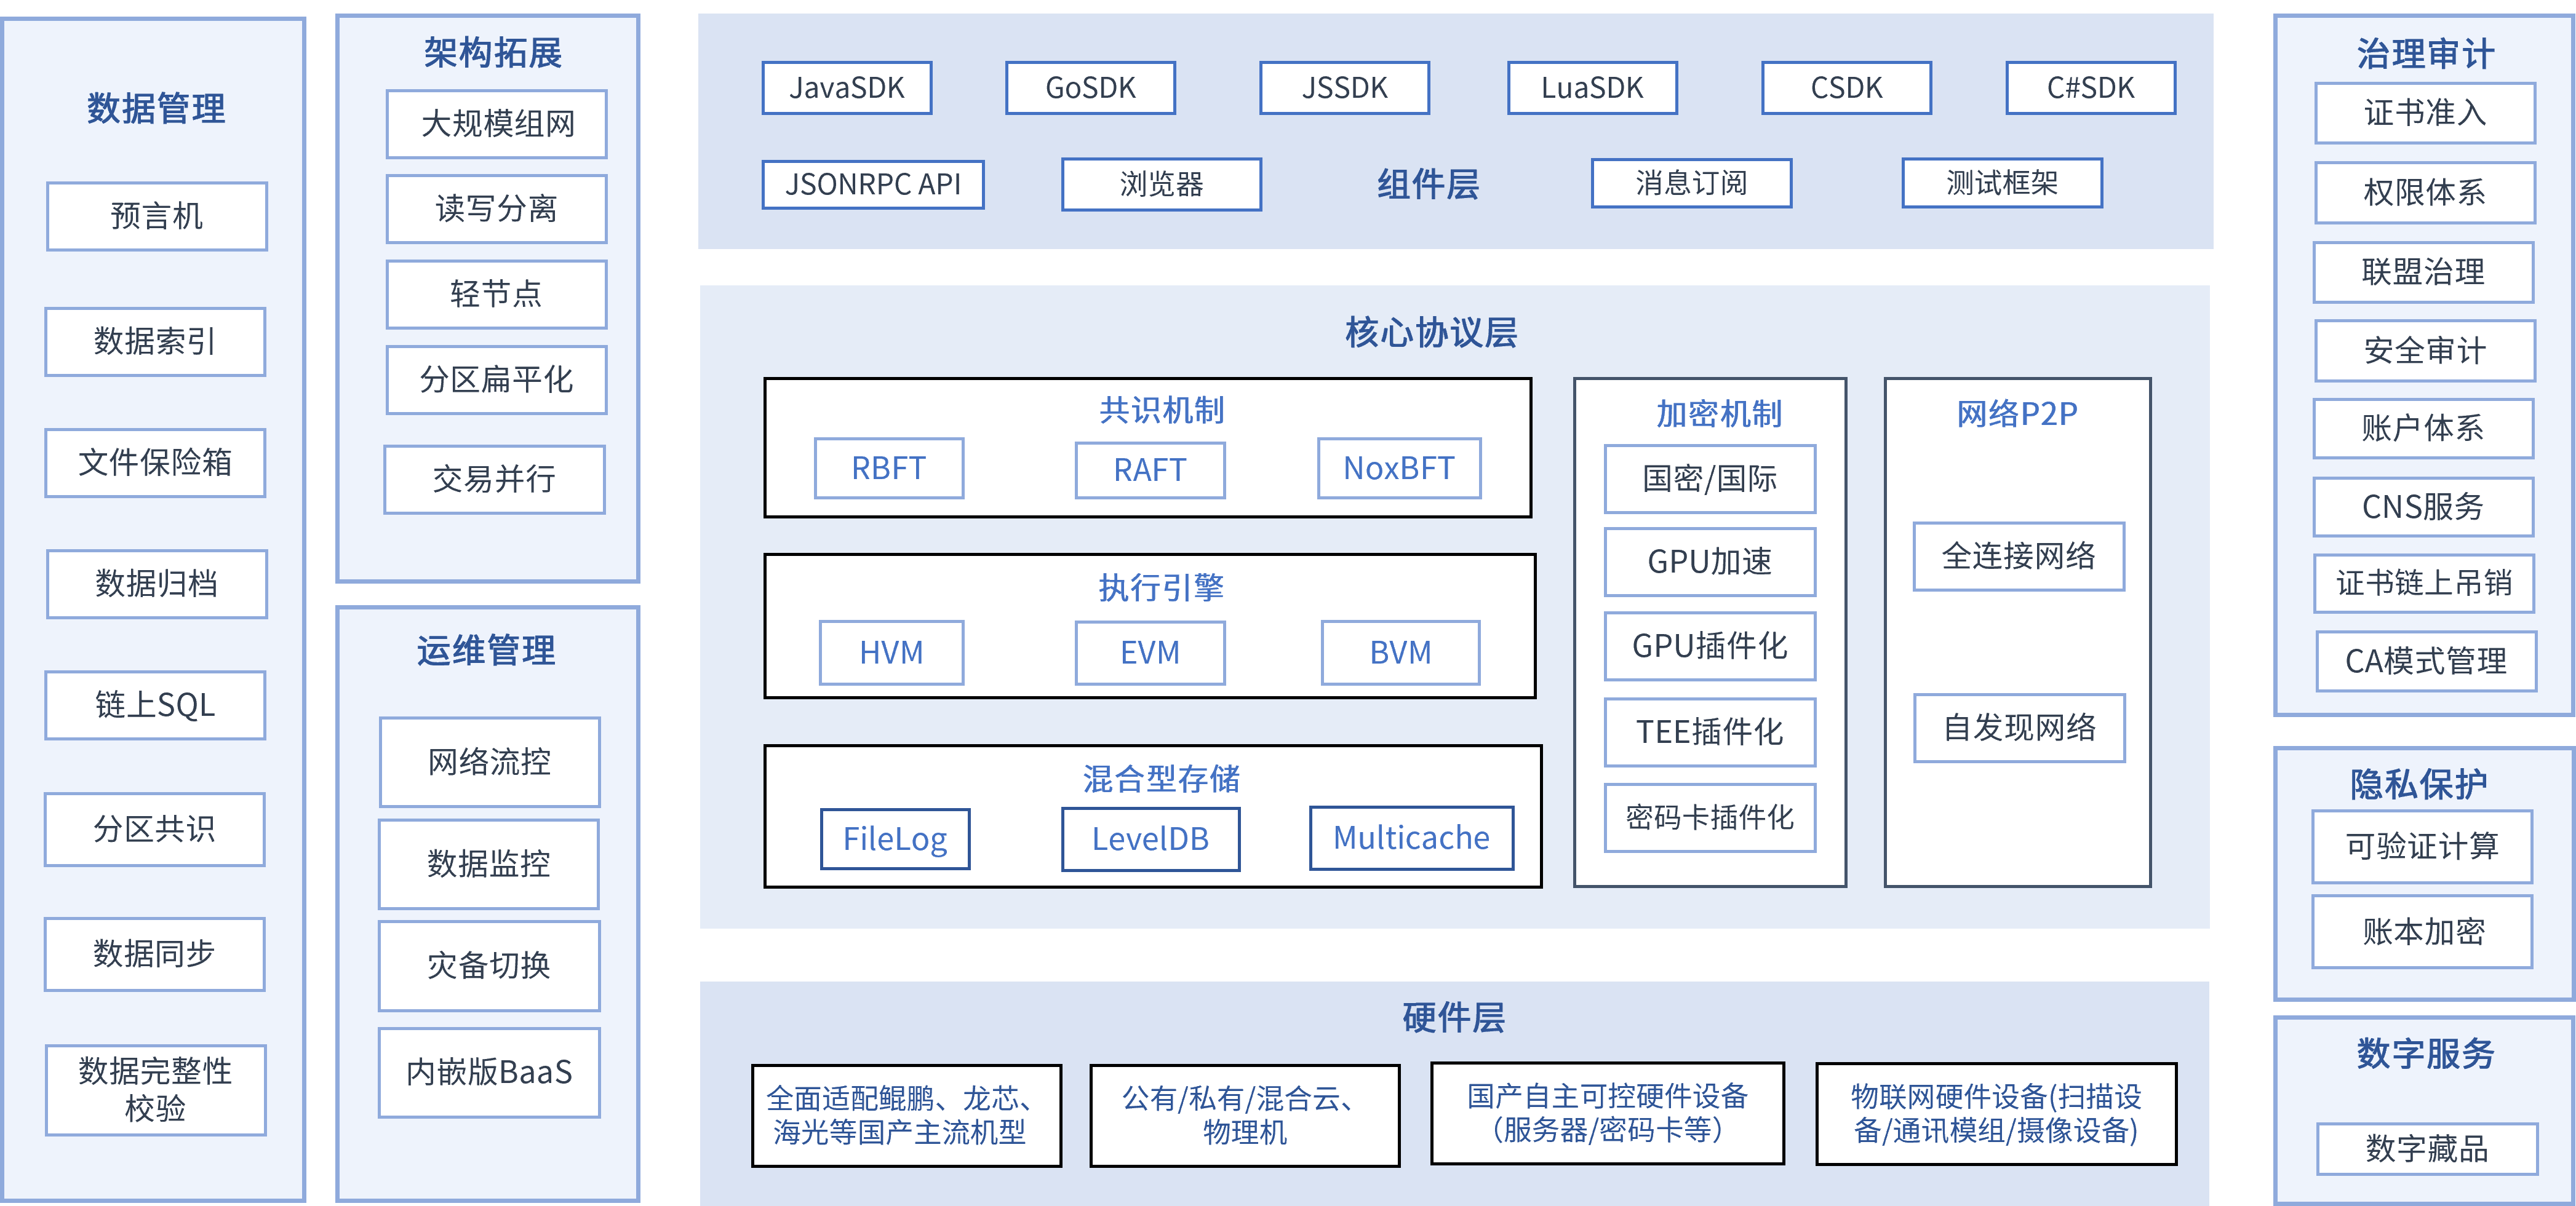 数据管理
预言机
数据索引
文件保险箱
数据归档
链上SQL
分区共识
数据同步
数据完整性
校验
架构拓展
大规模组网
读写分离
轻节点
分区扁平化
交易并行
运维管理
网络流控
数据监控
灾备切换
内嵌版BaaS
JavaSDK
GoSDK
JSSDK
LuaSDK
CSDK
C#SDK
JSONRPC API
浏览器
组件层
消息订阅
测试框架
核心协议层
共识机制
RBFT
RAFT
NoxBFT
执行引擎
HVM
EVM
BVM
混合型存储
FileLog
LevelDB
Multicache
加密机制
国密/国际
GPU加速
GPU插件化
TEE插件化
密码卡插件化
网络P2P
全连接网络
自发现网络
硬件层
全面适配鲲鹏、龙芯、
海光等国产主流机型
公有/私有/混合云、
物理机
国产自主可控硬件设备
（服务器/密码卡等）
物联网硬件设备(扫描设
备/通讯模组/摄像设备)
治理审计
证书准入
权限体系
联盟治理
安全审计
账户体系
CNS服务
证书链上吊销
CA模式管理
隐私保护
可验证计算
账本加密
数字服务
数字藏品